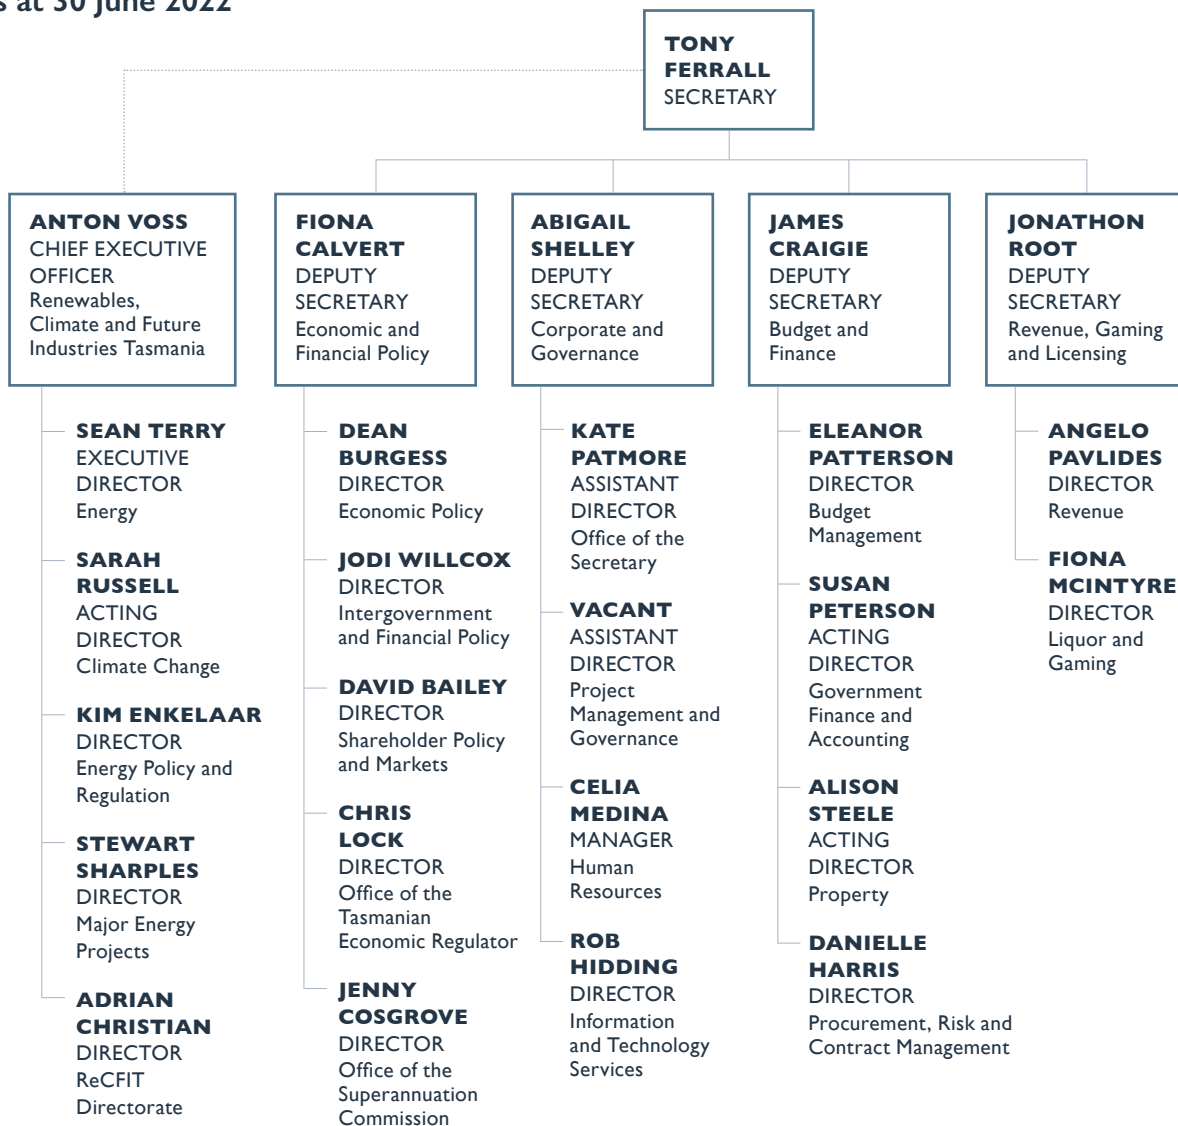 s at 30 June 2022
TONY
FERRALL
SECRETARY
ANTON VOSS
CHIEF EXECUTIVE
OFFICER
Renewables,
Climate and Future
Industries Tasmania
FIONA
CALVERT
DEPUTY
SECRETARY
Economic and
Financial Policy
ABIGAIL
SHELLEY
DEPUTY
SECRETARY
Corporate and
Governance
JAMES
CRAIGIE
DEPUTY
SECRETARY
Budget and
Finance
JONATHON
ROOT
DEPUTY
SECRETARY
Revenue, Gaming
and Licensing
SEAN TERRY
EXECUTIVE
DIRECTOR
Energy
SARAH
RUSSELL
ACTING
DIRECTOR
Climate Change
KIM ENKELAAR
DIRECTOR
Energy Policy and
Regulation
STEWART
SHARPLES
DIRECTOR
Major Energy
Projects
ADRIAN
CHRISTIAN
DIRECTOR
ReCFIT
Directorate
DEAN
BURGESS
DIRECTOR
Economic Policy
JODI WILLCOX
DIRECTOR
Intergovernment
and Financial Policy
DAVID BAILEY
DIRECTOR
Shareholder Policy
and Markets
CHRIS
LOCK
DIRECTOR
Office of the
Tasmanian
Economic Regulator
JENNY
COSGROVE
DIRECTOR
Office of the
Superannuation
Commission
KATE
PATMORE
ASSISTANT
DIRECTOR
Office of the
Secretary
VACANT
ASSISTANT
DIRECTOR
Project
Management and
Governance
CELIA
MEDINA
MANAGER
Human
Resources
ROB
HIDDING
DIRECTOR
Information
and Technology
Services
ELEANOR
PATTERSON
DIRECTOR
Budget
Management
SUSAN
PETERSON
ACTING
DIRECTOR
Government
Finance and
Accounting
ALISON
STEELE
ACTING
DIRECTOR
Property
DANIELLE
HARRIS
DIRECTOR
Procurement, Risk and
Contract Management
ANGELO
PAVLIDES
DIRECTOR
Revenue
FIONA
MCINTYRE
DIRECTOR
Liquor and
Gaming